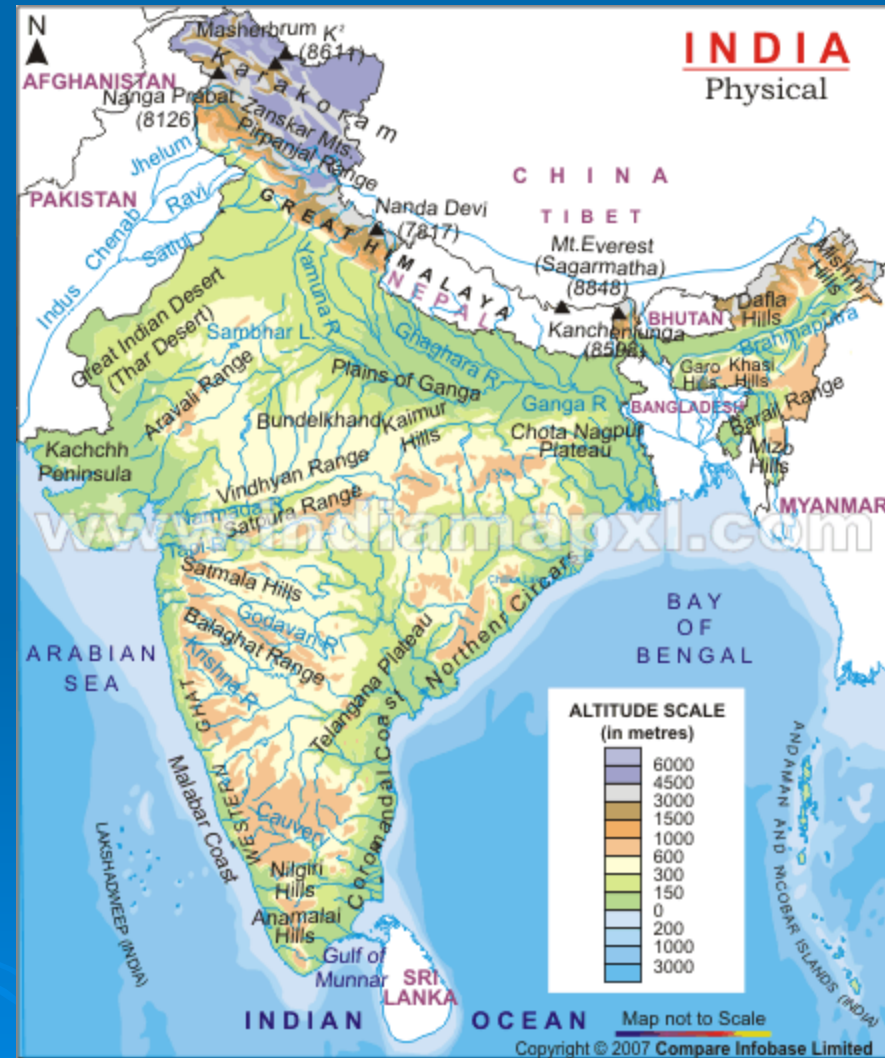 N
INDIA
Physical
Masherbrum
K²
(8611)
Karakoram
AFGHANISTAN
Nanga Prabat
(8126)
Zanskar Mts.
Pirpanjal Range
Jhelum
CHINA
TIBET
PAKISTAN
Ravi
Chenab
Satluj
Indus
GREAT HIMALAYA
Nanda Devi
(7817)
NEPAL
Mt.Everest
(Sagarmatha)
(8848)
Kanchenjunga
(8598)
BHUTAN
Mishmi
Hills
Dafla
Hills
Brahmaputra
Great Indian Desert
(Thar Desert)
Sambhar L.
Yamuna R
Ghaghara R
Aravali Range
Plains of Ganga
Ganga R
BANGLADESH
Garo
Hills
Khasi
Hills
Barail Range
Mizo
Hills
Bundelkhand
Kaimur
Hills
Chota Nagpur
Plateau
Kachchh
Peninsula
Vindhyan Range
Narmada R
Satpura Range
Tapi R
MYANMAR
www.indiamapxl.com
Satmala Hills
Godavari R
Balaghat Range
Krishna R
Northent Circars
Telangana Plateau
ARABIAN
SEA
BAY
OF
BENGAL
WESTERN GHAT
Malabar Coast
Coromandal Coast
Cauvery
Nilgiri
Hills
Anamalai
Hills
LAKSHADWEEP (INDIA)
Gulf of
Munnar
SRI
LANKA
ANDAMAN AND NICOBAR ISLANDS (INDIA)
ALTITUDE SCALE
(in metres)
6000
4500
3000
1500
1000
600
300
150
0
200
1000
3000
INDIAN OCEAN
Map not to Scale
Copyright © 2007 Compare Infobase Limited